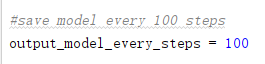 #save model every 100 steps
output_model_every_steps = 100